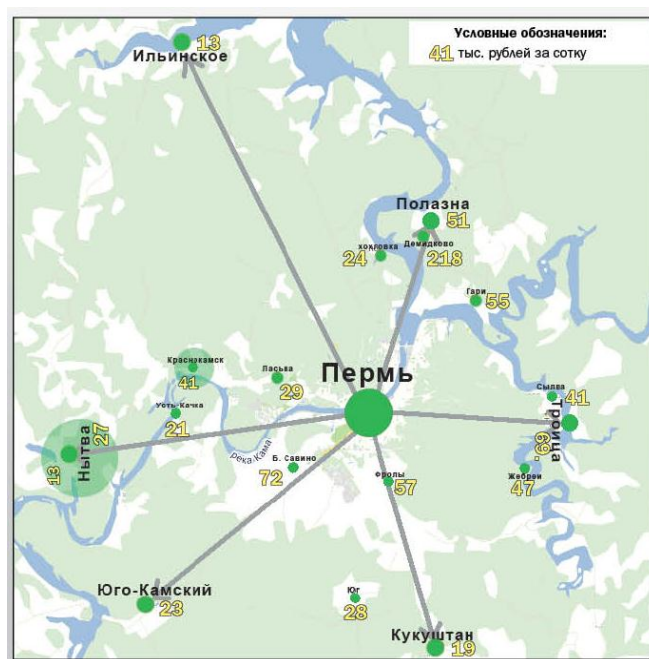 Условные обозначения:
41 тыс. рублей за сотку
13
Ильинское
Полазна
51
Демидково
218
хохловка
24
Гари
55
Краснокамск
41
Ласьва
29
Пермь
Усть-Качка
21
Сылва
41
Троица
69
Нытва
27
13
река Кама
Б. Савино
72
Фролы
57
Жебреи
47
Юго-Камский
23
Юг
28
Кукуштан
19